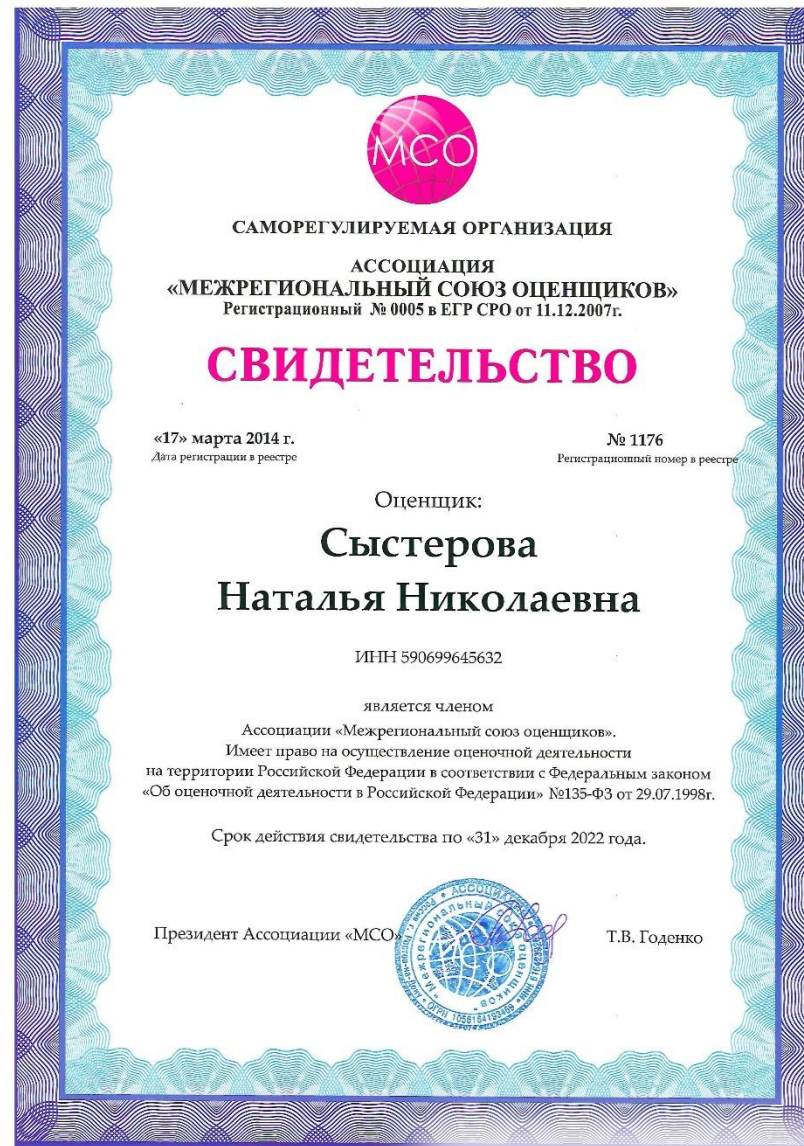 МСО
САМОРЕГУЛИРУЕМАЯ ОРГАНИЗАЦИЯ
АССОЦИАЦИЯ
«МЕЖРЕГИОНАЛЬНЫЙ СОЮЗ ОЦЕНЩИКОВ»
Регистрационный № 0005 в ЕГР СРО от 11.12.2007г.
СВИДЕТЕЛЬСТВО
«17» марта 2014 г.
Дата регистрации в реестре
№ 1176
Регистрационный номер в реестре
Оценщик:
Сыстерова
Наталья Николаевна
ИНН 590699645632
является членом
Ассоциации «Межрегиональный союз оценщиков».
Имеет право на осуществление оценочной деятельности
на территории Российской Федерации в соответствии с Федеральным законом
«Об оценочной деятельности в Российской Федерации» №135-ФЗ от 29.07.1998г.
Срок действия свидетельства по «31» декабря 2022 года.
Президент Ассоциации «МСО»
Т.В. Годенко
"Межрегиональный союз оценщиков"